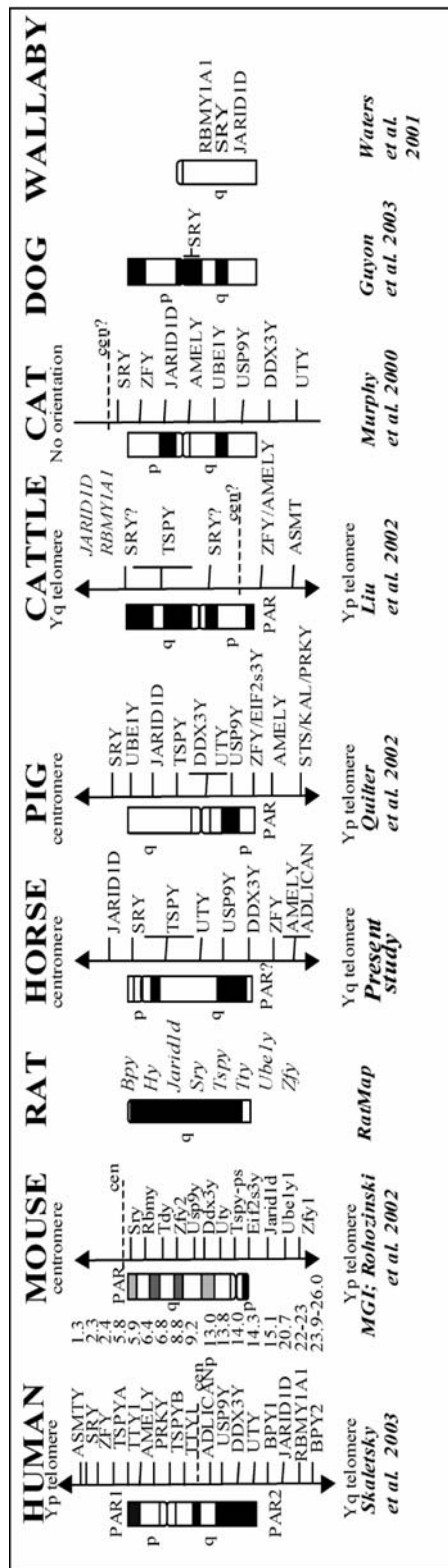 HUMAN
Yp telomere
PAR1
p
q
PAR2
ASMTY
SRY
ZFY
TSPYA
TTY1
AMELY
PRKY
TSPYB
cen
ADLICANp
USP9Y
DDX3Y
UTY
BPY1
JARID1D
RBMY1A1
BPY2
1.3
2.3
2.4
5.8
5.9
6.4
6.8
8.8
9.2
13.0
13.8
14.0
14.3
15.1
20.7
22-23
23.9-26.0
Yq telomere
Skaletsky
et al. 2003
MOUSE
centromere
PAR
q
p
cen
Sry
Rbmy
Tdy
Zfy2
Usp9y
Ddx3y
Uty
Tspy-ps
Eif2s3y
Jarid1d
Ube1y1
Zfy1
Yp telomere
MGI; Rohozinski
et al. 2002
RAT
q
Bpy
Hy
Jarid1d
Sry
Tspy
Tty
Ube1y
Zfy
RatMap
HORSE
centromere
p
q
PAR?
JARID1D
SRY
TSPY
UTY
USP9Y
DDX3Y
ZFY
AMELY
ADLICAN
Yq telomere
Present
study
PIG
centromere
q
p
PAR
SRY
UBE1Y
JARID1D
TSPY
DDX3Y
UTY
USP9Y
ZFY/EIF2s3Y
AMELY
STS/KAL/PRKY
Yp telomere
Quilter
et al. 2002
CATTLE
Yq telomere
JARID1D
RBMY1A1
q
p
PAR
SRY?
TSPY
SRY?
cen?
ZFY/AMELY
ASMT
Yp telomere
Liu
et al. 2002
CAT
No orientation
p
q
cen?
SRY
ZFY
JARID1D
AMELY
UBE1Y
USP9Y
DDX3Y
UTY
Murphy
et al. 2000
DOG
p
q
SRY
Guyon
et al. 2003
WALLABY
q
RBMY1A1
SRY
JARID1D
Waters
et al.
2001